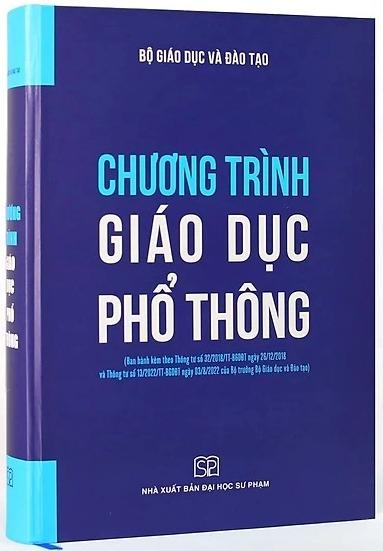 BỘ GIÁO DỤC VÀ ĐÀO TẠO
CHƯƠNG TRÌNH
GIÁO DỤC
PHỔ THÔNG
(Ban hành kèm theo Thông tư số 32/2018/TT-BGDĐT ngày 26/12/2018
và Thông tư số 13/2022/TT-BGDĐT ngày 03/8/2022 của Bộ trưởng Bộ Giáo dục và Đào tạo)
SP
NHÀ XUẤT BẢN ĐẠI HỌC SƯ PHẠM
CHƯƠNG
TRÌNH
GIÁO
DỤC
PHỔ
THÔNG
SP